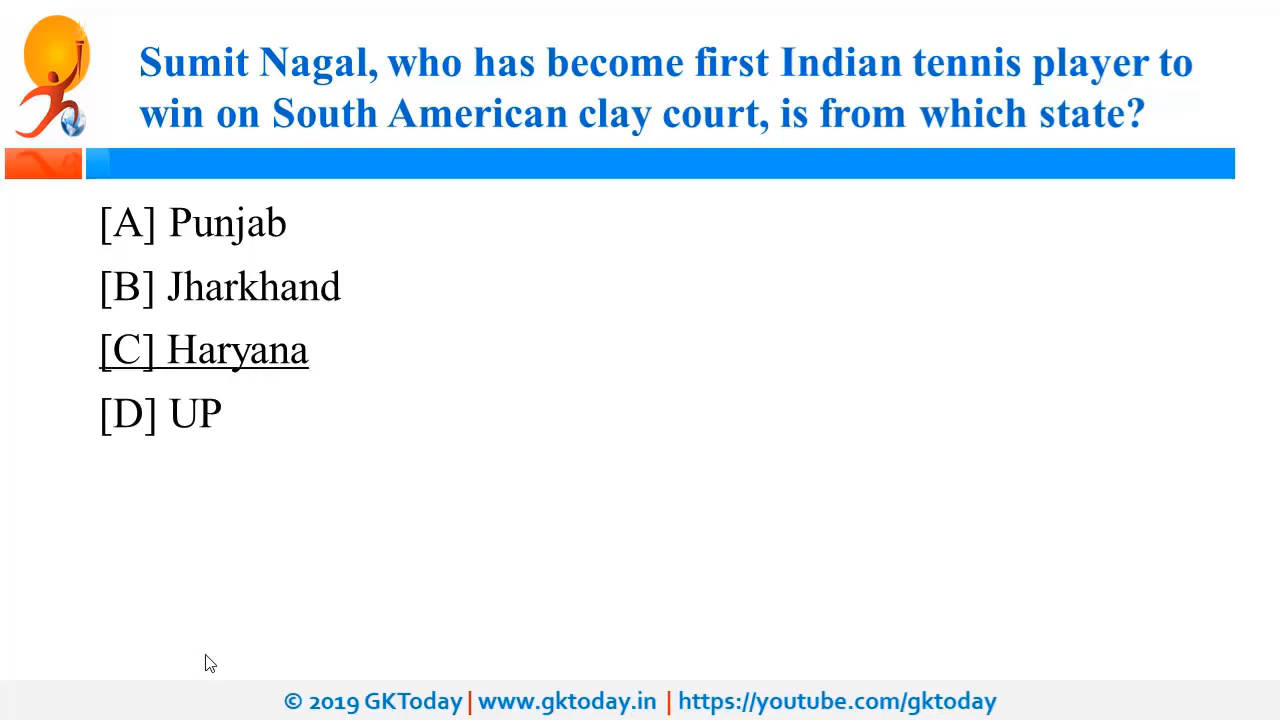 Sumit Nagal, who has become first Indian tennis player to
win on South American clay court, is from which state?
[A] Punjab
[B] Jharkhand
[C] Haryana
[D] UP
© 2019 GKToday | www.gktoday.in | https://youtube.com/gktoday